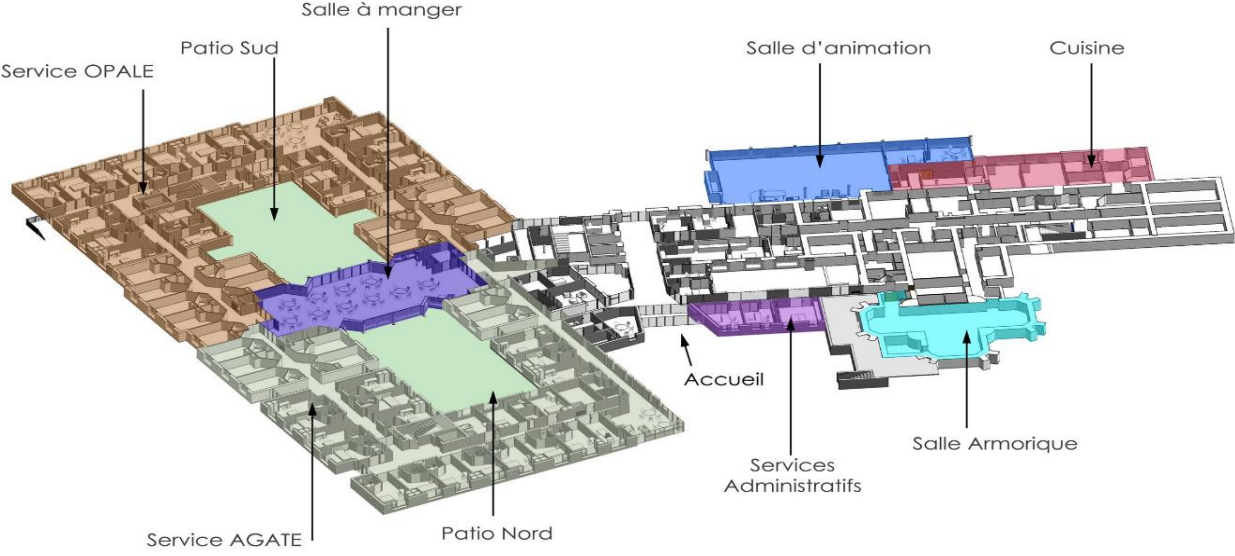 Salle à manger
Patio Sud
Salle d'animation
Cuisine
Service OPALE
Accueil
Salle Armorique
Services
Administratifs
Patio Nord
Service AGATE